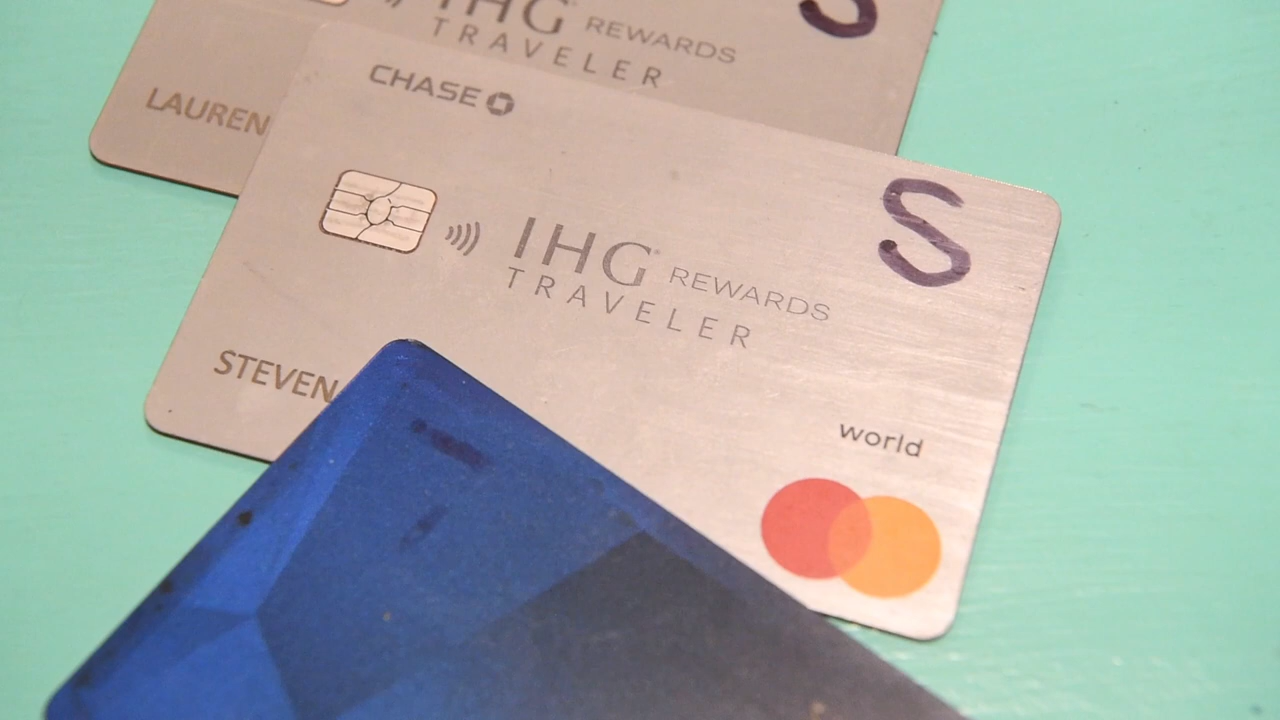 IHG REWARDS
TRAVELER
S
LAUREN
CHASE
S
IHG® REWARDS
TRAVELER
STEVEN
world